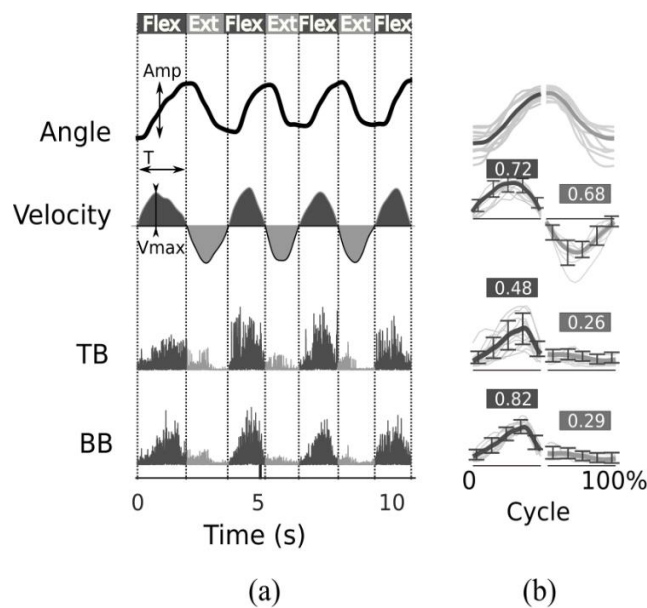 Flex Ext Flex Ext Flex Ext Flex
Amp
Angle
T
0.72
Velocity
0.68
Vmax
0.48
TB
0.26
0.82
BB
0.29
0 5 10
0 100%
Time (s)
Cycle
(a) (b)